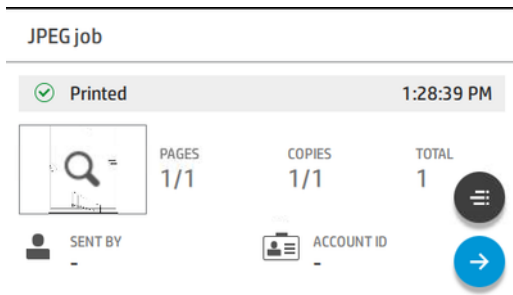 JPEG job
Printed 1:28:39 PM
PAGES COPIES TOTAL
1/1 1/1 1
SENT BY ACCOUNT ID
- -